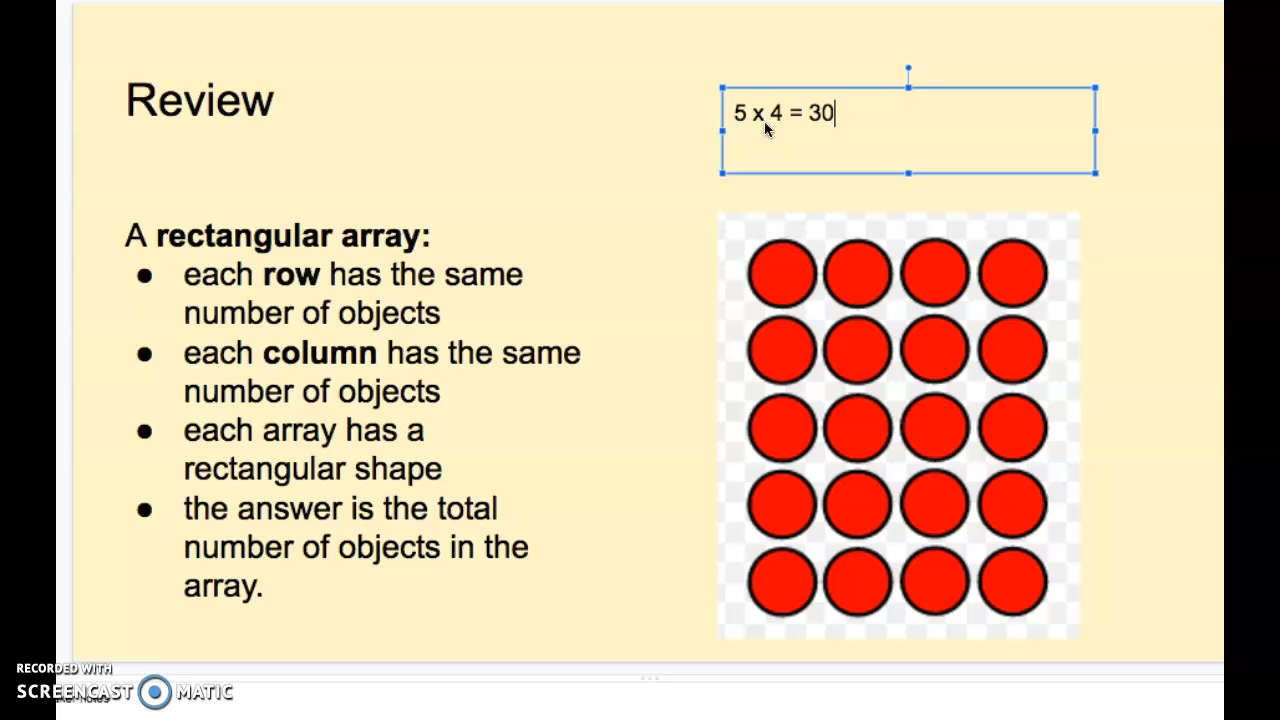 Review
5 x 4 = 30
A rectangular array:
● each row has the same
number of objects
● each column has the same
number of objects
● each array has a
rectangular shape
● the answer is the total
number of objects in the
array.
RECORDED WITH
SCREENCAST MATIC
notes